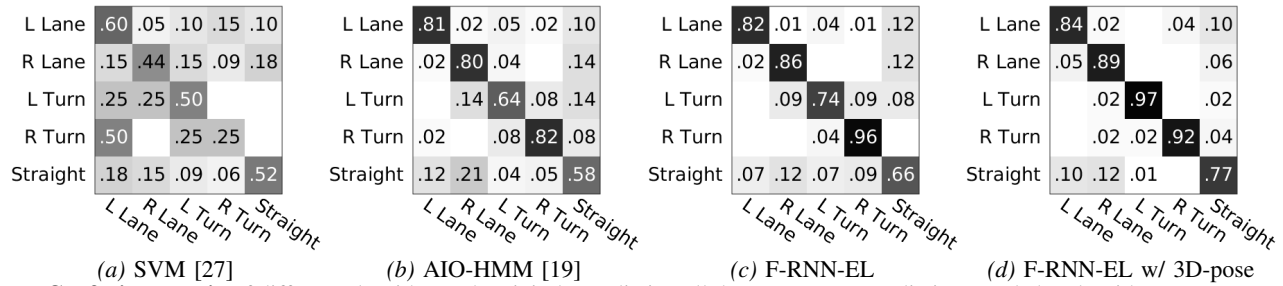 L Lane .60 .05 .10 .15 .10
R Lane .15 .44 .15 .09 .18
L Turn .25 .25 .50
R Turn .50 .25 .25
Straight .18 .15 .09 .06 .52
L Lane R Lane L Turn R Turn Straight
(a) SVM [27]
L Lane .81 .02 .05 .02 .10
R Lane .02 .80 .04 .14
L Turn .14 .64 .08 .14
R Turn .02 .08 .82 .08
Straight .12 .21 .04 .05 .58
L Lane R Lane L Turn R Turn Straight
(b) AIO-HMM [19]
L Lane .82 .01 .04 .01 .12
R Lane .02 .86 .12
L Turn .09 .74 .09 .08
R Turn .04 .96
Straight .07 .12 .07 .09 .66
L Lane R Lane L Turn R Turn Straight
(c) F-RNN-EL
L Lane .84 .02 .04 .10
R Lane .05 .89 .06
L Turn .02 .97 .02
R Turn .02 .02 .92 .04
Straight .10 .12 .01 .77
L Lane R Lane L Turn R Turn Straight
(d) F-RNN-EL w/ 3D-pose